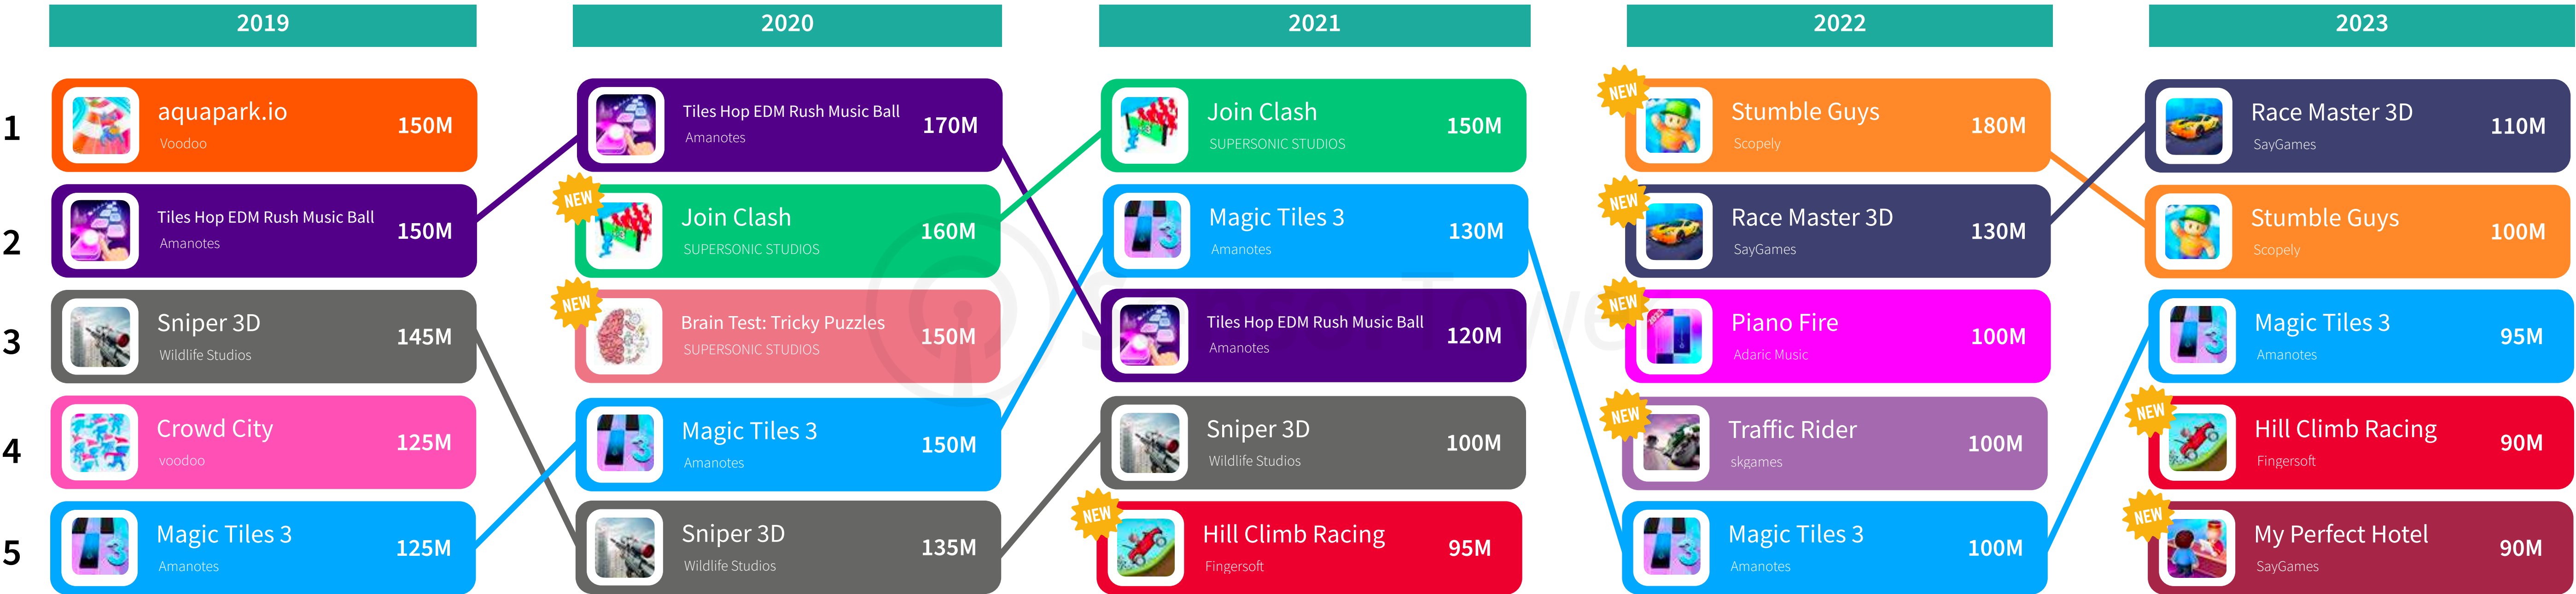 2019
2020
2021
2022
2023
1
2
3
4
5
aquapark.io
Voodoo
150M
Tiles Hop EDM Rush Music Ball
Amanotes
150M
Sniper 3D
Wildlife Studios
145M
Crowd City
voodoo
125M
Magic Tiles 3
Amanotes
125M
Tiles Hop EDM Rush Music Ball
Amanotes
170M
NEW
Join Clash
SUPERSONIC STUDIOS
160M
NEW
Brain Test: Tricky Puzzles
SUPERSONIC STUDIOS
150M
Magic Tiles 3
Amanotes
150M
Sniper 3D
Wildlife Studios
135M
Join Clash
SUPERSONIC STUDIOS
150M
Magic Tiles 3
Amanotes
130M
Tiles Hop EDM Rush Music Ball
Amanotes
120M
Sniper 3D
Wildlife Studios
100M
NEW
Hill Climb Racing
Fingersoft
95M
NEW
Stumble Guys
Scopely
180M
NEW
Race Master 3D
SayGames
130M
NEW
Piano Fire
Adaric Music
100M
NEW
Traffic Rider
skgames
100M
Magic Tiles 3
Amanotes
100M
Race Master 3D
SayGames
110M
Stumble Guys
Scopely
100M
Magic Tiles 3
Amanotes
95M
NEW
Hill Climb Racing
Fingersoft
90M
NEW
My Perfect Hotel
SayGames
90M